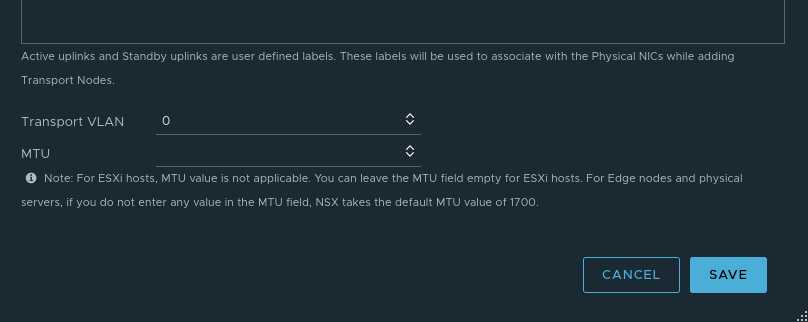 Active uplinks and Standby uplinks are user defined labels. These labels will be used to associate with the Physical NICs while adding
Transport Nodes.
Transport VLAN 0
MTU
Note: For ESXi hosts, MTU value is not applicable. You can leave the MTU field empty for ESXi hosts. For Edge nodes and physical
servers, if you do not enter any value in the MTU field, NSX takes the default MTU value of 1700.
CANCEL SAVE